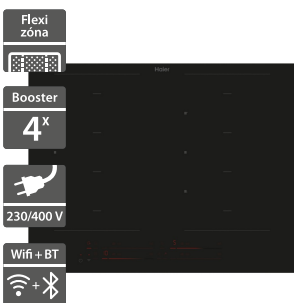 Flexi
zóna
Haier
Booster
4x
230/400 V
Wifi + BT
+